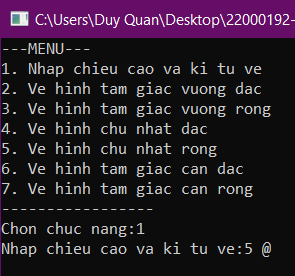 C:\Users\Duy Quan\Desktop\22000192-
---MENU---
1. Nhap chieu cao va ki tu ve
2. Ve hinh tam giac vuong dac
3. Ve hinh tam giac vuong rong
4. Ve hinh chu nhat dac
5. Ve hinh chu nhat rong
6. Ve hinh tam giac can dac
7. Ve hinh tam giac can rong
-----------------
Chon chuc nang:1
Nhap chieu cao va ki tu ve:5 @